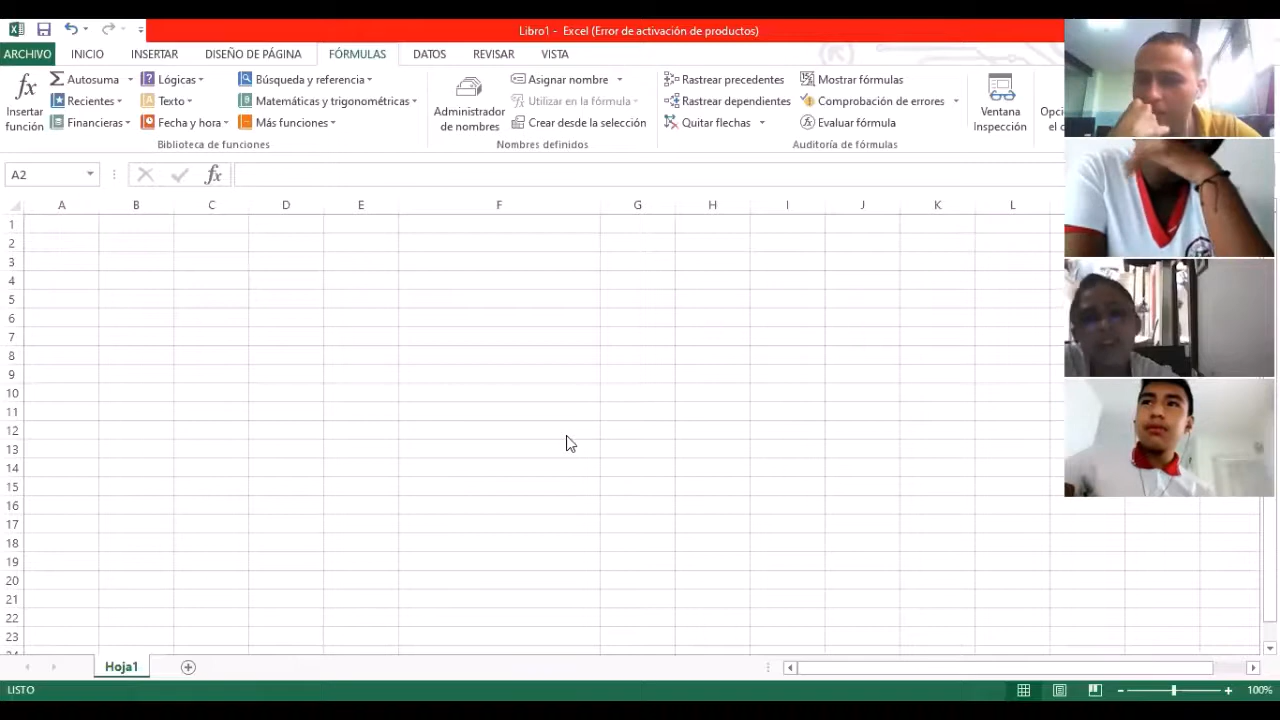 Libro1 - Excel (Error de activación de productos)
ARCHIVO INICIO INSERTAR DISEÑO DE PÁGINA FÓRMULAS DATOS REVISAR VISTA
fx Insertar función
Autosuma
Recientes
Financieras
Lógicas
Texto
Fecha y hora
Búsqueda y referencia
Matemáticas y trigonométricas
Más funciones
Biblioteca de funciones
Administrador de nombres
Asignar nombre
Utilizar en la fórmula
Crear desde la selección
Nombres definidos
Rastrear precedentes
Rastrear dependientes
Quitar flechas
Mostrar fórmulas
Comprobación de errores
Evaluar fórmula
Auditoría de fórmulas
Ventana Inspección
A2 fx
A B C D E F G H I J K L
1
2
3
4
5
6
7
8
9
10
11
12
13
14
15
16
17
18
19
20
21
22
23
Hoja1
LISTO 100%